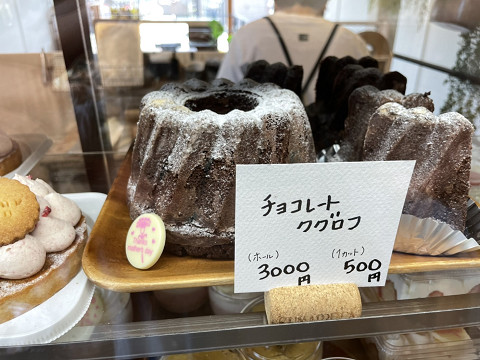 チョコレート
ククグロフ
(ホール) (1カット)
3000円 500円